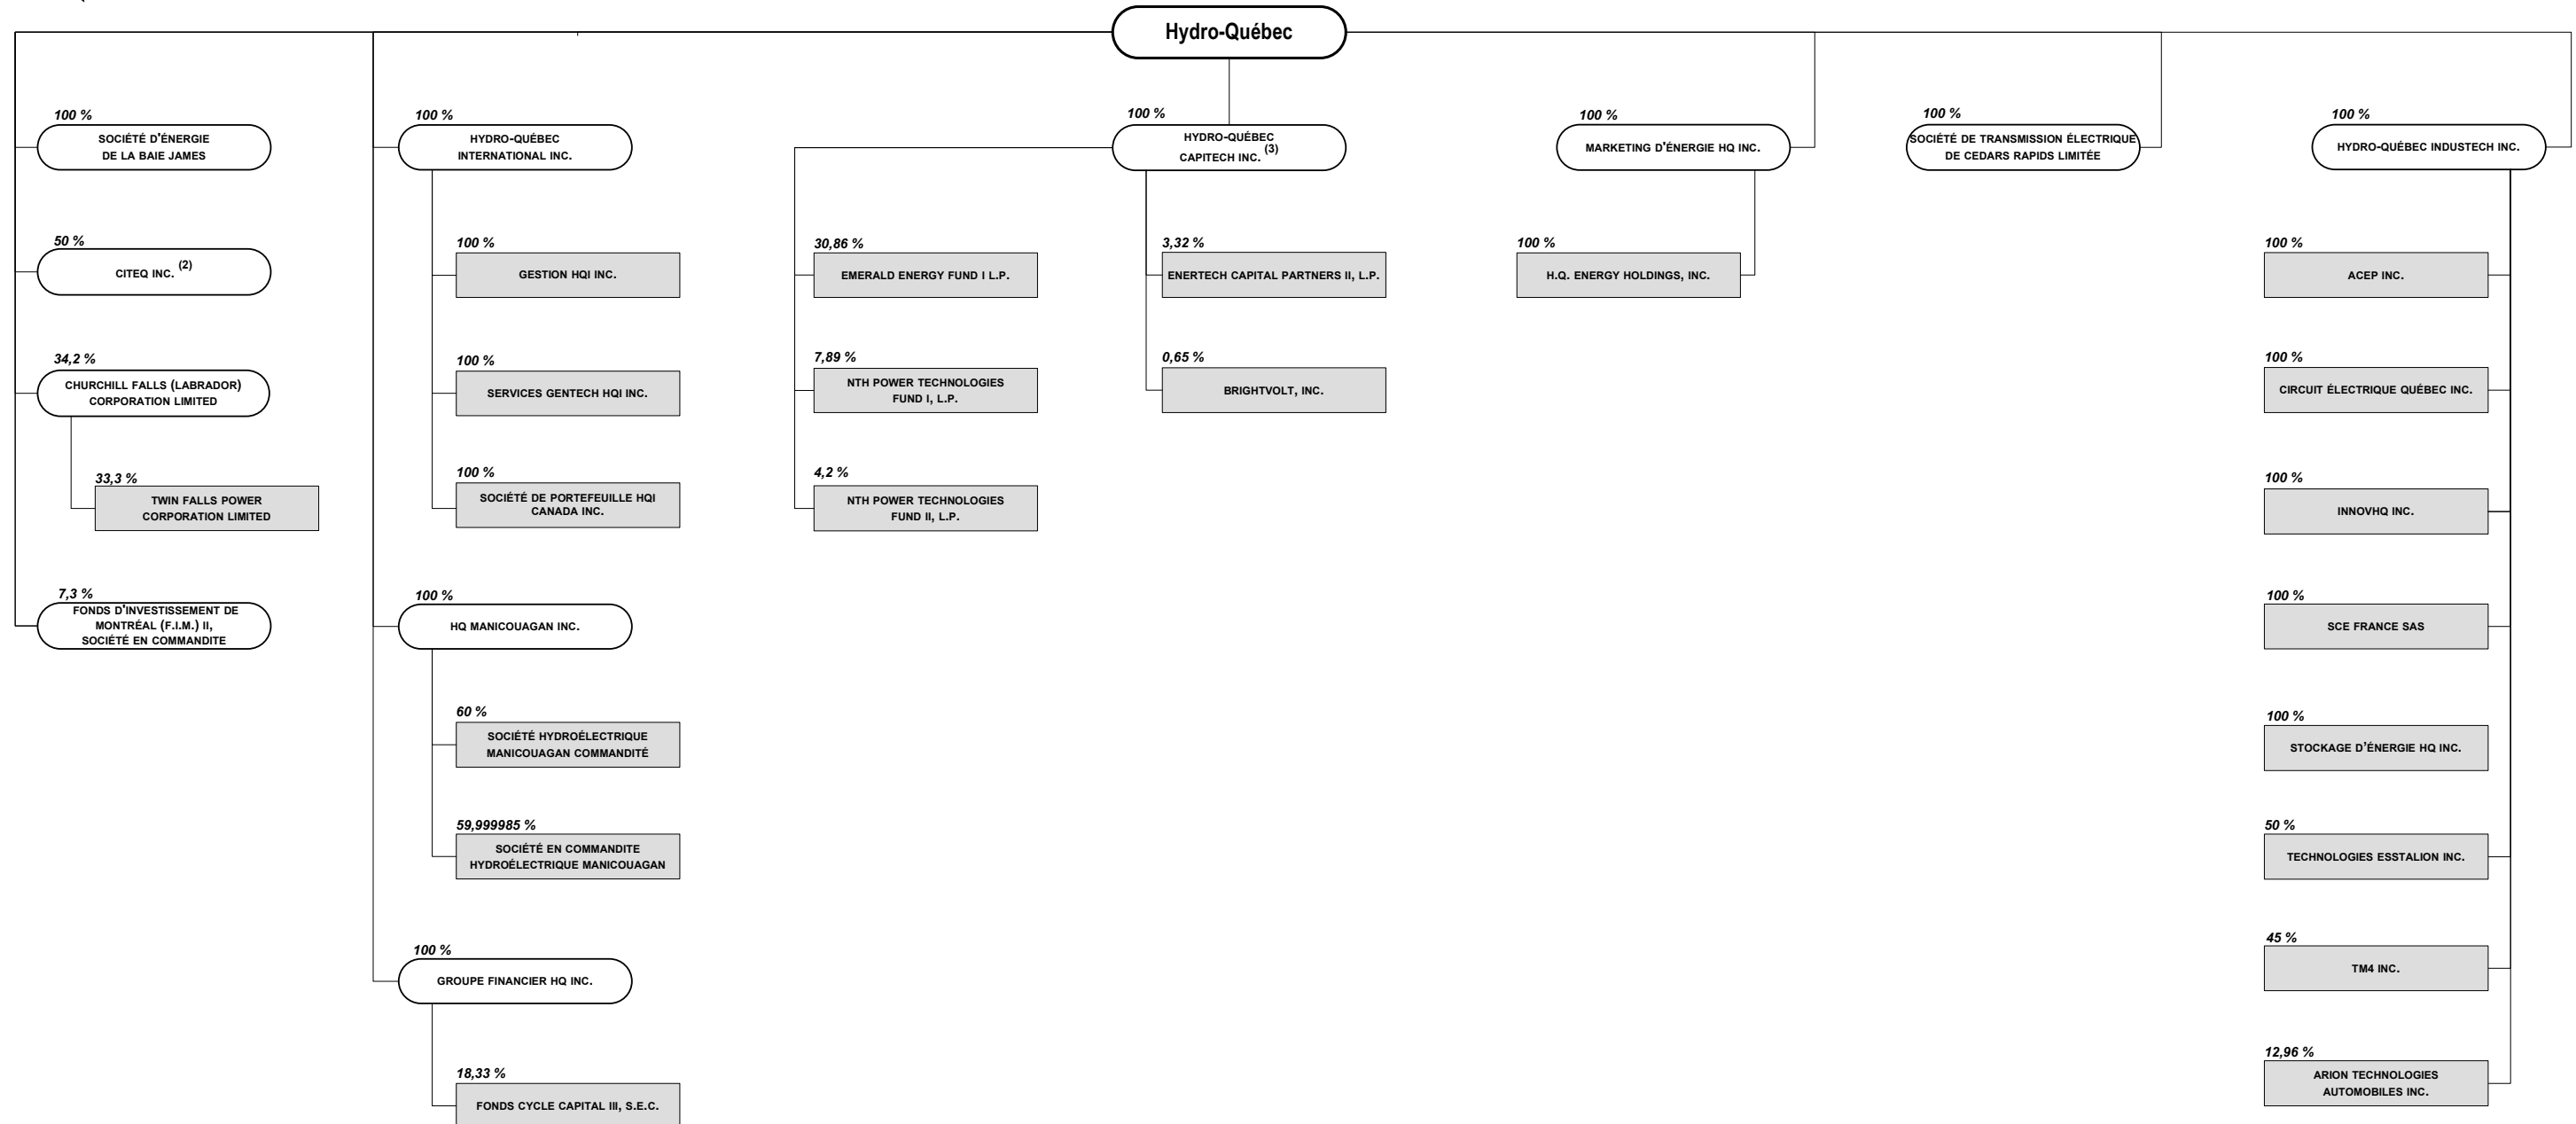 Hydro-Québec
100 %
SOCIÉTÉ D'ÉNERGIE
DE LA BAIE JAMES
50 %
CITEQ INC. (2)
34,2 %
CHURCHILL FALLS (LABRADOR)
CORPORATION LIMITED
33,3 %
TWIN FALLS POWER
CORPORATION LIMITED
7,3 %
FONDS D'INVESTISSEMENT DE
MONTRÉAL (F.I.M.) II,
SOCIÉTÉ EN COMMANDITE
100 %
HYDRO-QUÉBEC
INTERNATIONAL INC.
100 %
GESTION HQI INC.
100 %
SERVICES GENTECH HQI INC.
100 %
SOCIÉTÉ DE PORTEFEUILLE HQI
CANADA INC.
100 %
HQ MANICOUAGAN INC.
60 %
SOCIÉTÉ HYDROÉLECTRIQUE
MANICOUAGAN COMMANDITÉ
59,999985 %
SOCIÉTÉ EN COMMANDITE
HYDROÉLECTRIQUE MANICOUAGAN
100 %
GROUPE FINANCIER HQ INC.
18,33 %
FONDS CYCLE CAPITAL III, S.E.C.
100 %
HYDRO-QUÉBEC
CAPITECH INC. (3)
30,86 %
EMERALD ENERGY FUND I L.P.
7,89 %
NTH POWER TECHNOLOGIES
FUND I, L.P.
4,2 %
NTH POWER TECHNOLOGIES
FUND II, L.P.
3,32 %
ENERTECH CAPITAL PARTNERS II, L.P.
0,65 %
BRIGHTVOLT, INC.
100 %
MARKETING D'ÉNERGIE HQ INC.
100 %
H.Q. ENERGY HOLDINGS, INC.
100 %
SOCIÉTÉ DE TRANSMISSION ÉLECTRIQUE
DE CEDARS RAPIDS LIMITÉE
100 %
HYDRO-QUÉBEC INDUSTECH INC.
100 %
ACEP INC.
100 %
CIRCUIT ÉLECTRIQUE QUÉBEC INC.
100 %
INNOVHQ INC.
100 %
SCE FRANCE SAS
100 %
STOCKAGE D’ÉNERGIE HQ INC.
50 %
TECHNOLOGIES ESSTALION INC.
45 %
TM4 INC.
12,96 %
ARION TECHNOLOGIES
AUTOMOBILES INC.